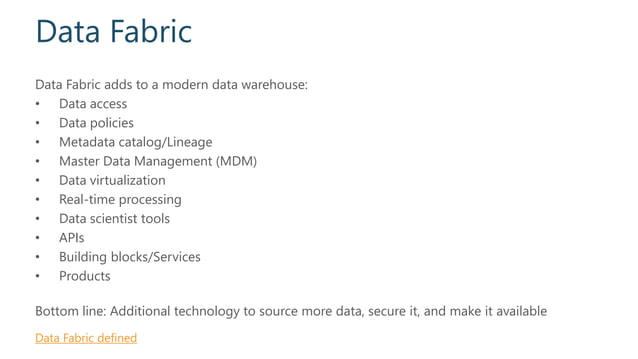 Data Fabric
Data Fabric adds to a modern data warehouse:
• Data access
• Data policies
• Metadata catalog/Lineage
• Master Data Management (MDM)
• Data virtualization
• Real-time processing
• Data scientist tools
• APIs
• Building blocks/Services
• Products
Bottom line: Additional technology to source more data, secure it, and make it available
Data Fabric defined